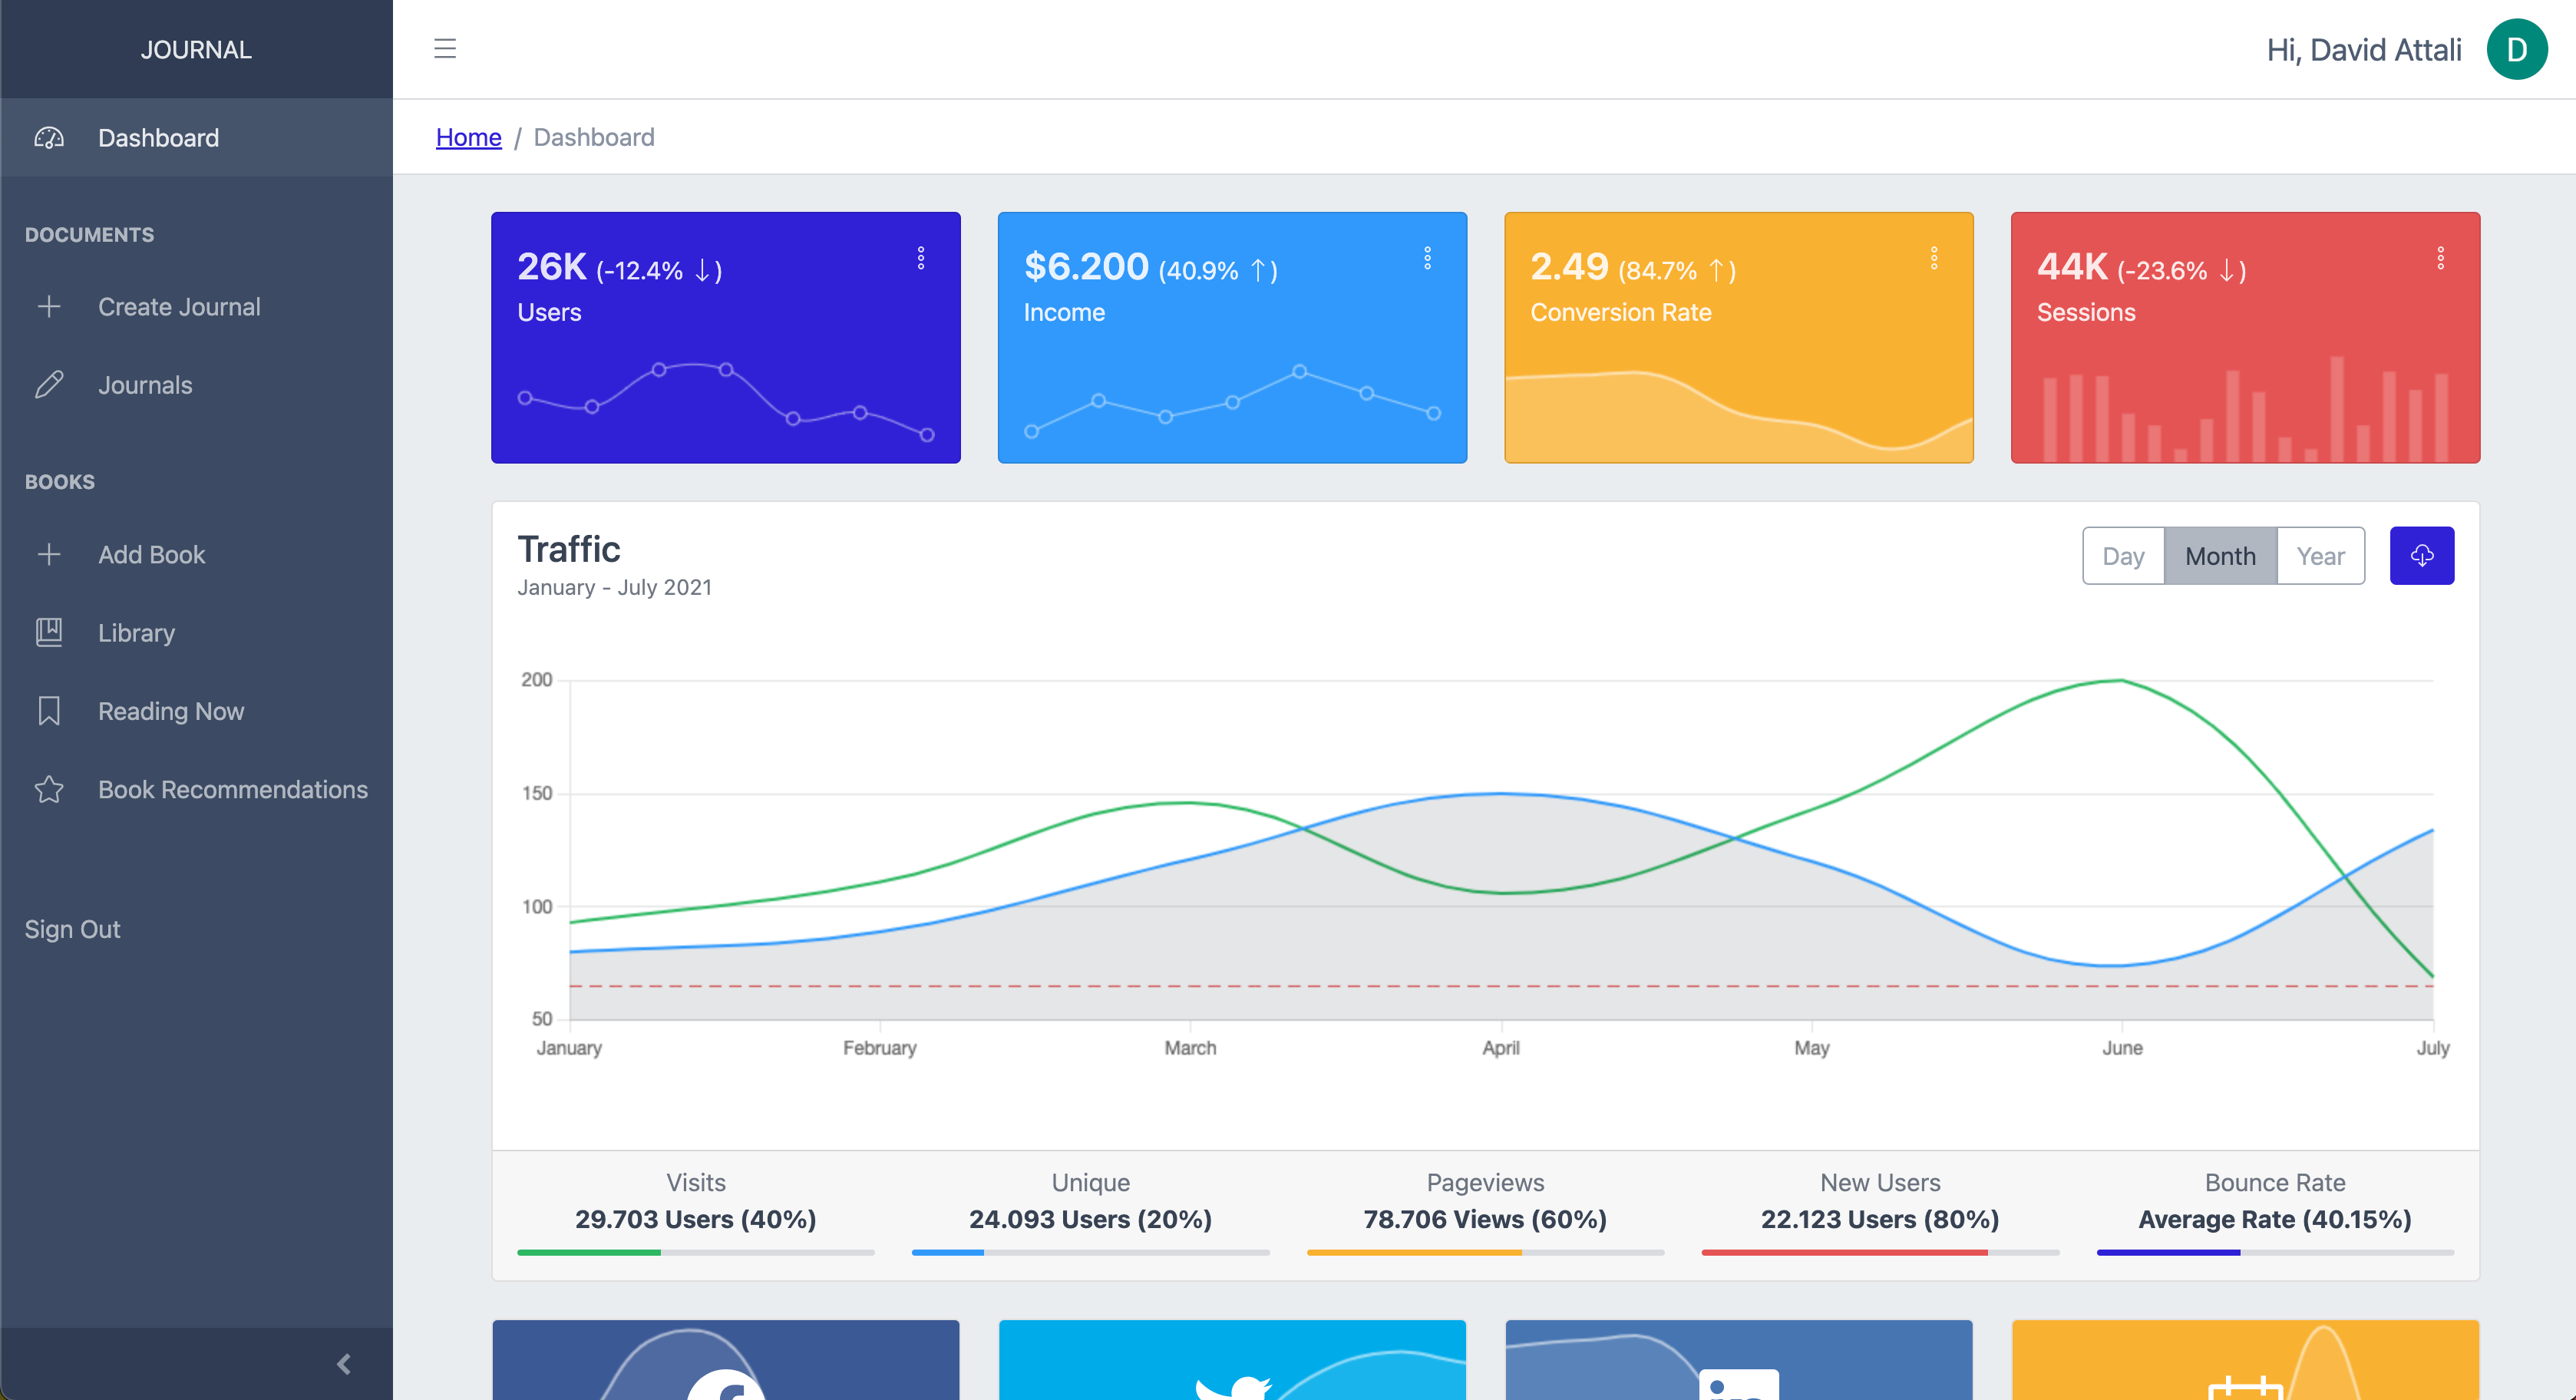 JOURNAL
Hi, David Attali
D
Dashboard
Home / Dashboard
DOCUMENTS
Create Journal
Journals
BOOKS
Add Book
Library
Reading Now
Book Recommendations
Sign Out
26K (-12.4% ↓)
Users
$6.200 (40.9% ↑)
Income
2.49 (84.7% ↑)
Conversion Rate
44K (-23.6% ↓)
Sessions
Traffic
January - July 2021
Day
Month
Year
200
150
100
50
January
February
March
April
May
June
July
Visits
29.703 Users (40%)
Unique
24.093 Users (20%)
Pageviews
78.706 Views (60%)
New Users
22.123 Users (80%)
Bounce Rate
Average Rate (40.15%)